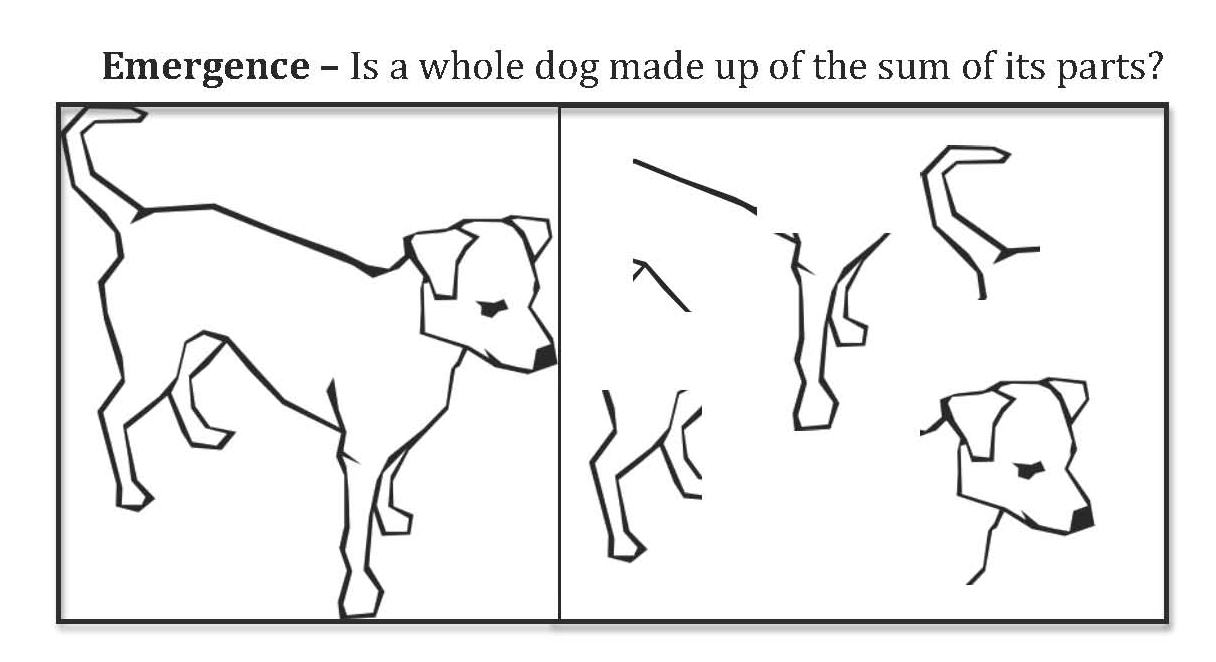 Emergence – Is a whole dog made up of the sum of its parts?